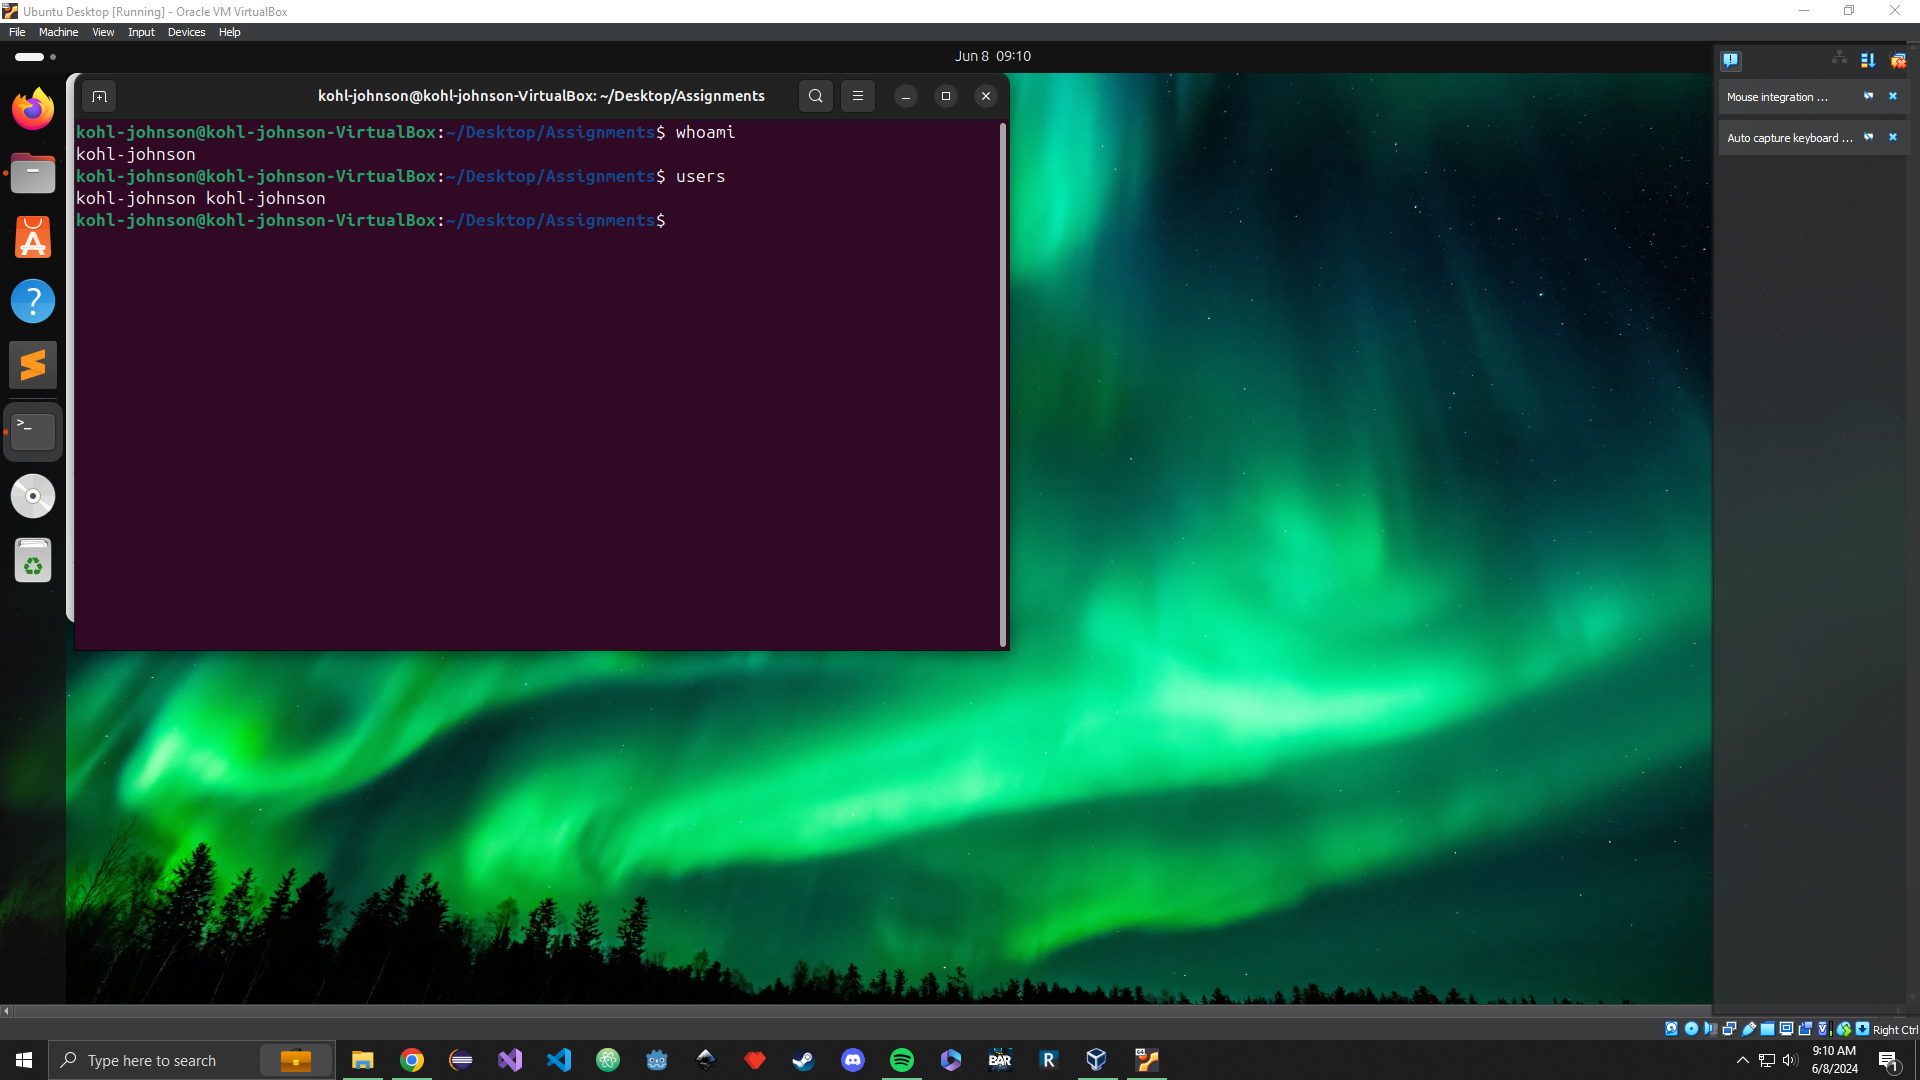 Ubuntu Desktop [Running] - Oracle VM VirtualBox
File Machine View Input Devices Help
Jun 8 09:10
kohl-johnson@kohl-johnson-VirtualBox: ~/Desktop/Assignments
kohl-johnson@kohl-johnson-VirtualBox:~/Desktop/Assignments$ whoami
kohl-johnson
kohl-johnson@kohl-johnson-VirtualBox:~/Desktop/Assignments$ users
kohl-johnson kohl-johnson
kohl-johnson@kohl-johnson-VirtualBox:~/Desktop/Assignments$
Mouse integration ...
Auto capture keyboard ...
Right Ctrl
Type here to search
BAR
R
9:10 AM
6/8/2024
1